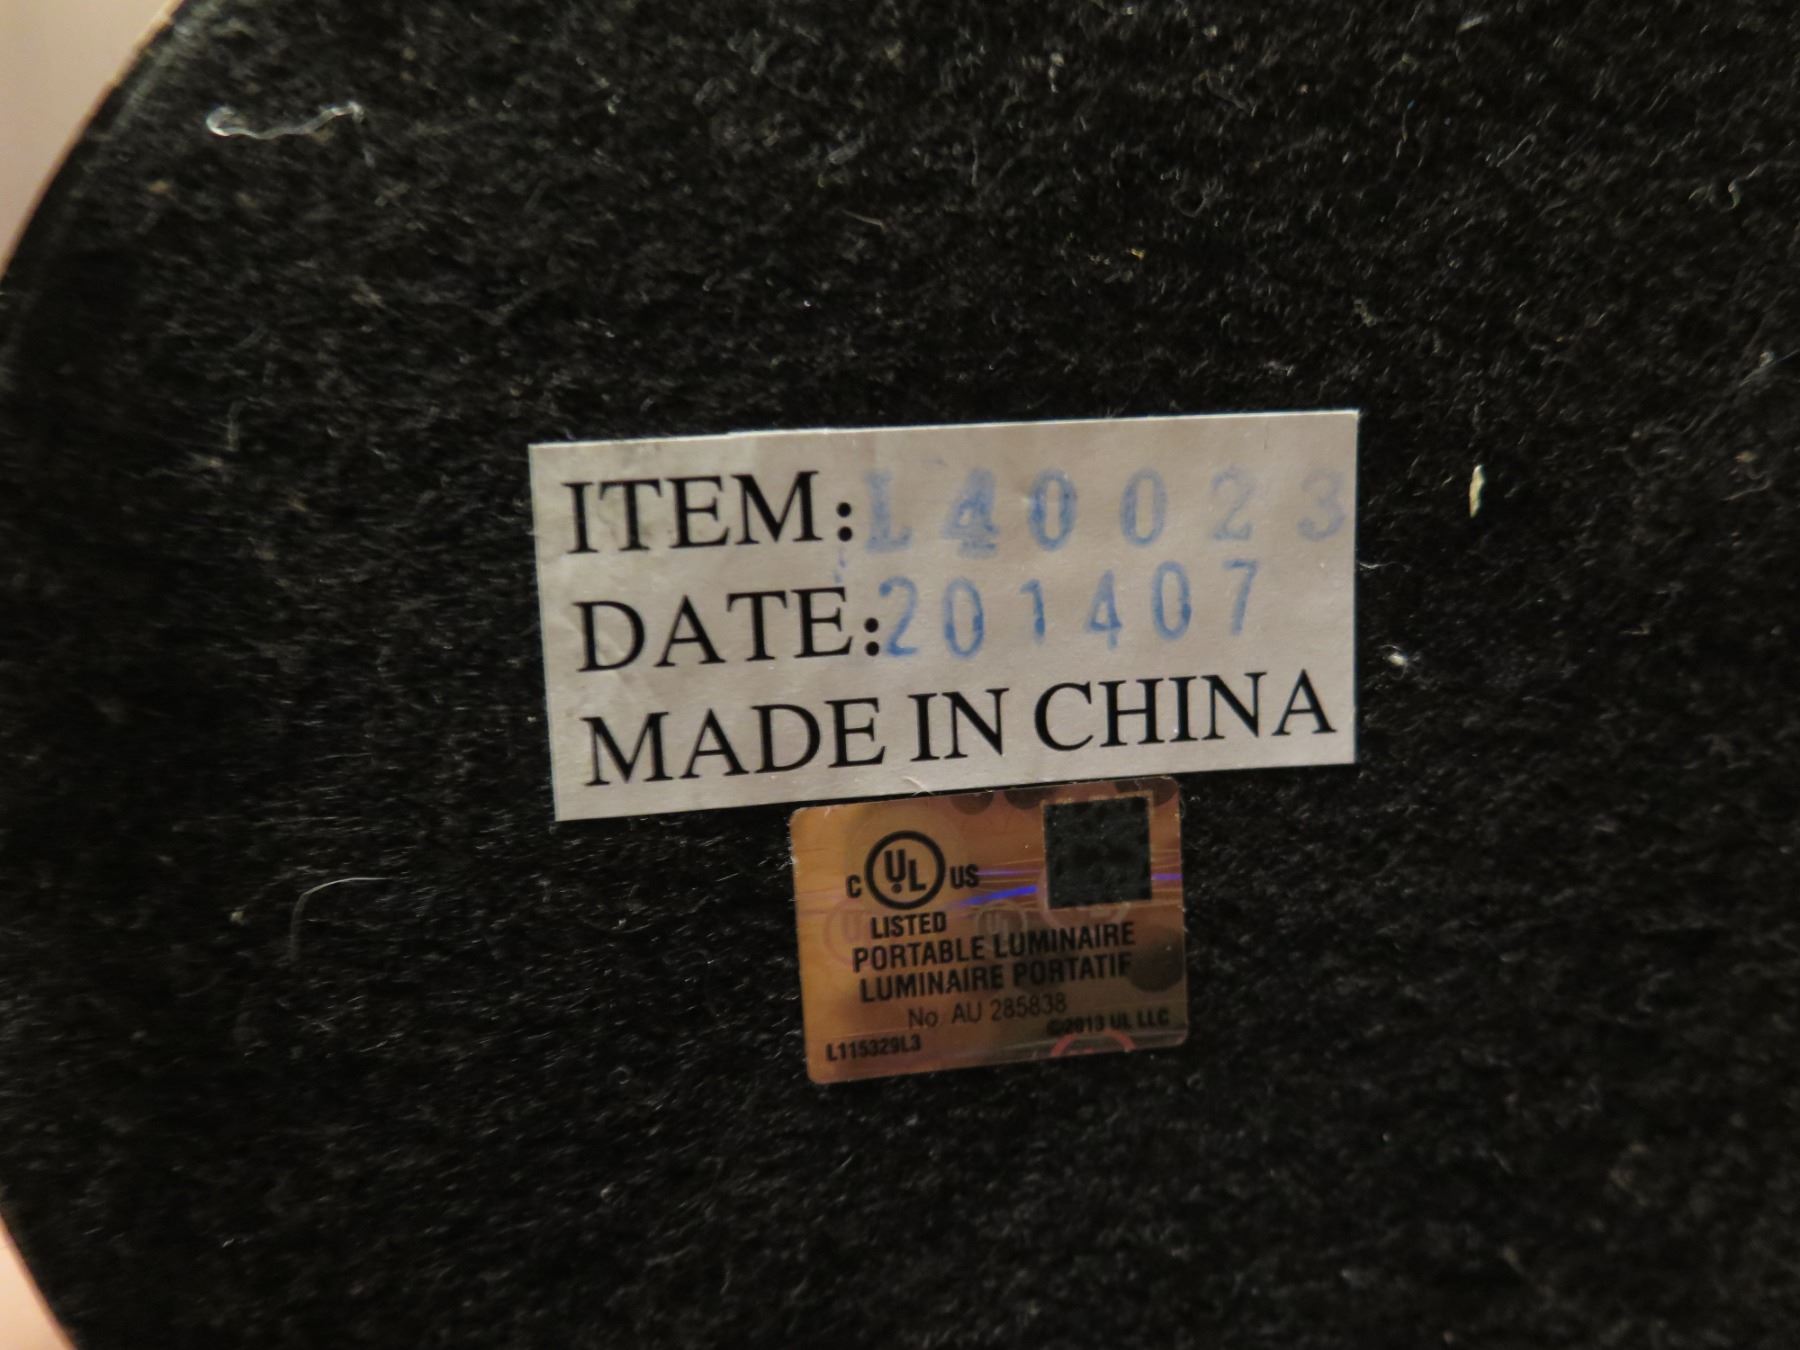 ITEM: L40023
DATE: 201407
MADE IN CHINA
C UL US
LISTED
PORTABLE LUMINAIRE
LUMINAIRE PORTATIF
No. AU 285838
©2013 UL LLC
L115329L3